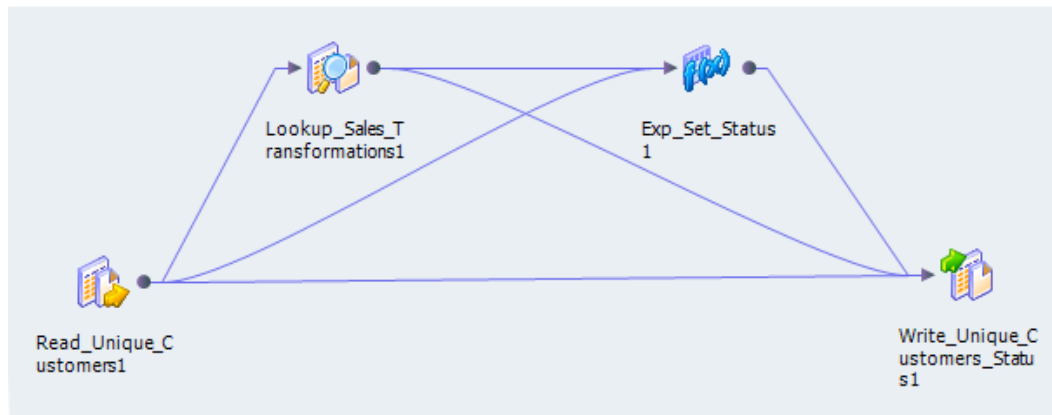 Lookup_Sales_T
ransformations1
Exp_Set_Status
1
Read_Unique_C
ustomers1
Write_Unique_C
ustomers_Statu
s1